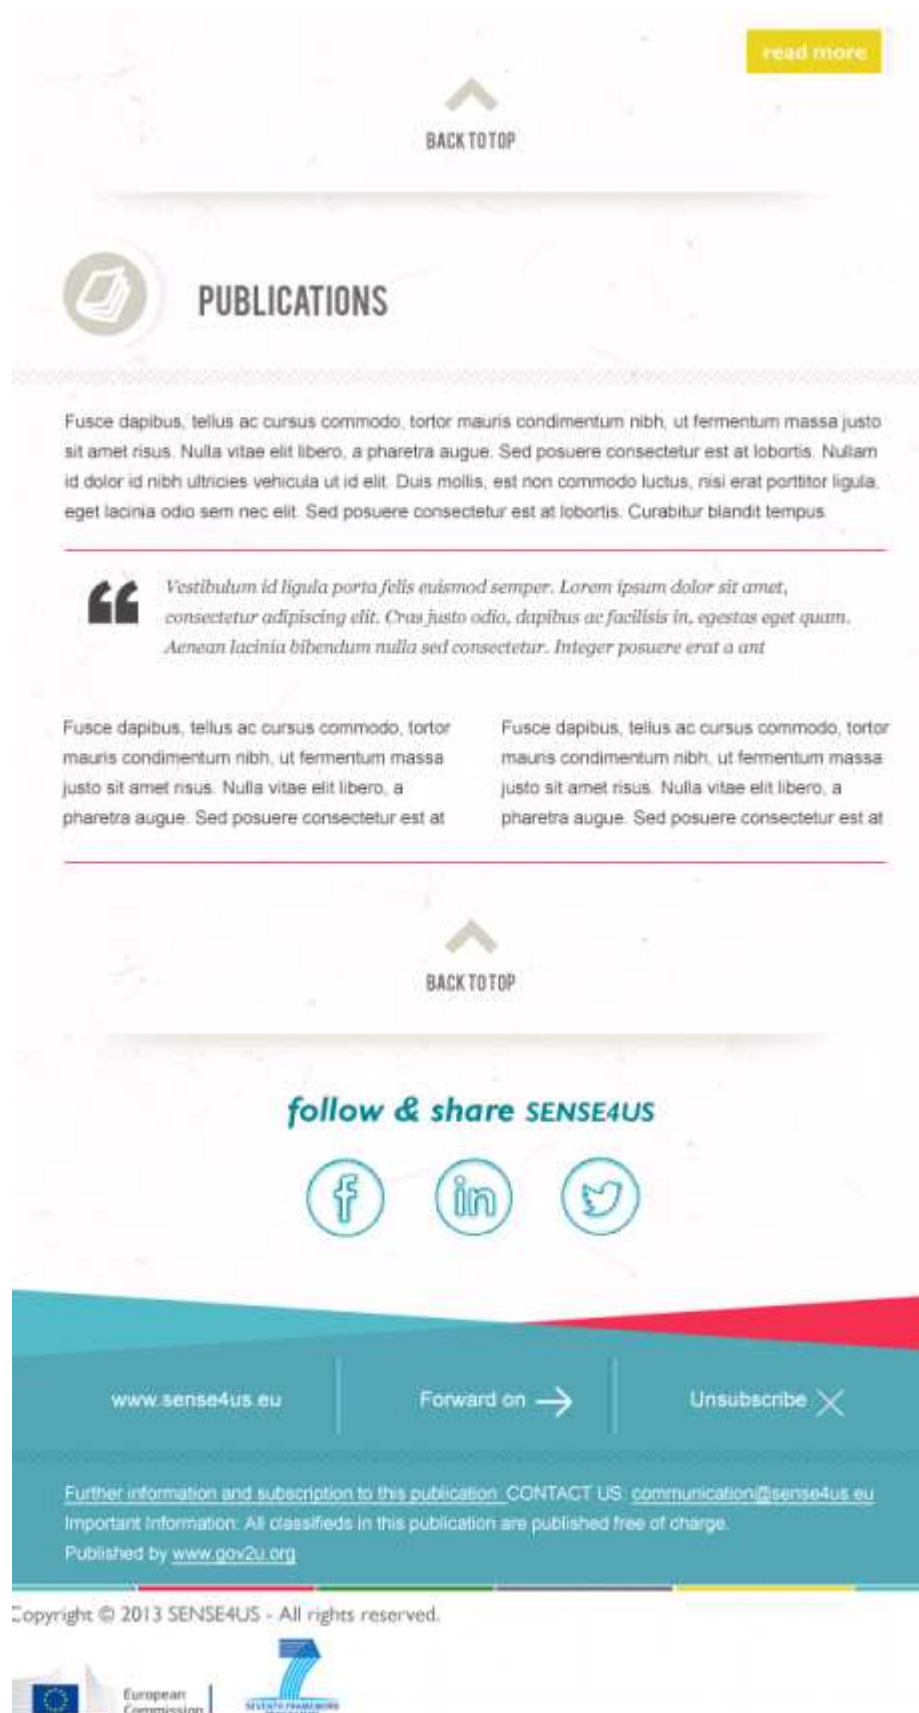 read more
BACK TO TOP
PUBLICATIONS
Fusce dapibus, tellus ac cursus commodo, tortor mauris condimentum nibh, ut fermentum massa justo
sit amet risus. Nulla vitae elit libero, a pharetra augue. Sed posuere consectetur est at lobortis. Nullam
id dolor id nibh ultricies vehicula ut id elit. Duis mollis, est non commodo luctus, nisi erat porttitor ligula,
eget lacinia odio sem nec elit. Sed posuere consectetur est at lobortis. Curabitur blandit tempus
“ Vestibulum id ligula porta felis euismod semper. Lorem ipsum dolor sit amet,
consectetur adipiscing elit. Cras justo odio, dapibus ac facilisis in, egestas eget quam.
Aenean lacinia bibendum nulla sed consectetur. Integer posuere erat a ant
Fusce dapibus, tellus ac cursus commodo, tortor
mauris condimentum nibh, ut fermentum massa
justo sit amet risus. Nulla vitae elit libero, a
pharetra augue. Sed posuere consectetur est at
Fusce dapibus, tellus ac cursus commodo, tortor
mauris condimentum nibh, ut fermentum massa
justo sit amet risus. Nulla vitae elit libero, a
pharetra augue. Sed posuere consectetur est at
BACK TO TOP
follow & share SENSE4US
f in
www.sense4us.eu Forward on Unsubscribe
Further information and subscription to this publication CONTACT US: communication@sense4us.eu
Important Information: All classifieds in this publication are published free of charge.
Published by www.gov2u.org
Copyright © 2013 SENSE4US - All rights reserved.
European
Commission
7
SEVENTH FRAMEWORK
PROGRAMME